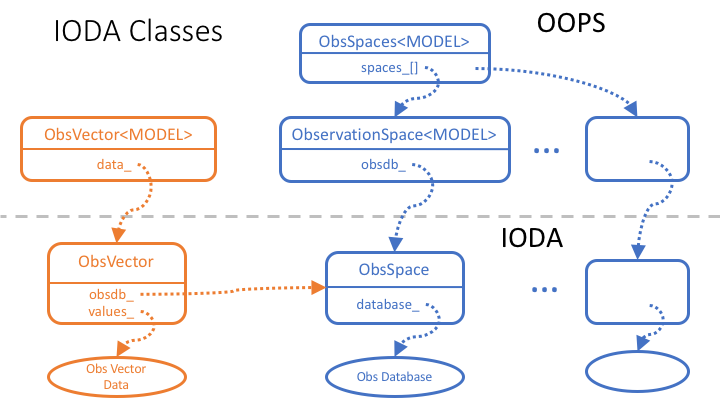 IODA Classes
OOPS
ObsSpaces<MODEL>
spaces_[]
ObsVector<MODEL>
data_
ObservationSpace<MODEL>
obsdb_
...
IODA
ObsVector
obsdb_
values_
ObsSpace
database_
...
Obs Vector
Data
Obs Database